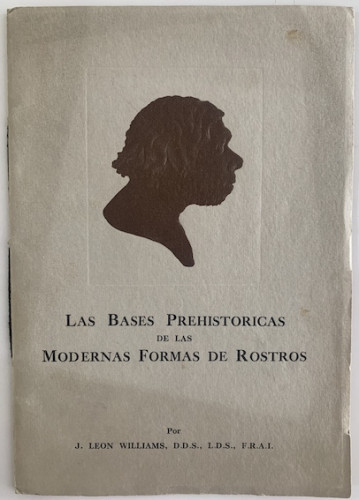 LAS BASES PREHISTORICAS
DE LAS
MODERNAS FORMAS DE ROSTROS
Por
J. LEON WILLIAMS, D.D.S., L.D.S., F.R.A.I.